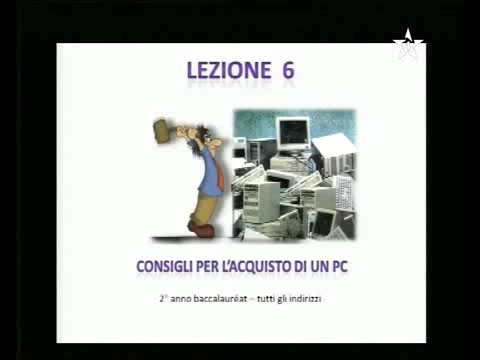 LEZIONE 6
CONSIGLI PER L'ACQUISTO DI UN PC
2° anno baccalauréat – tutti gli indirizzi